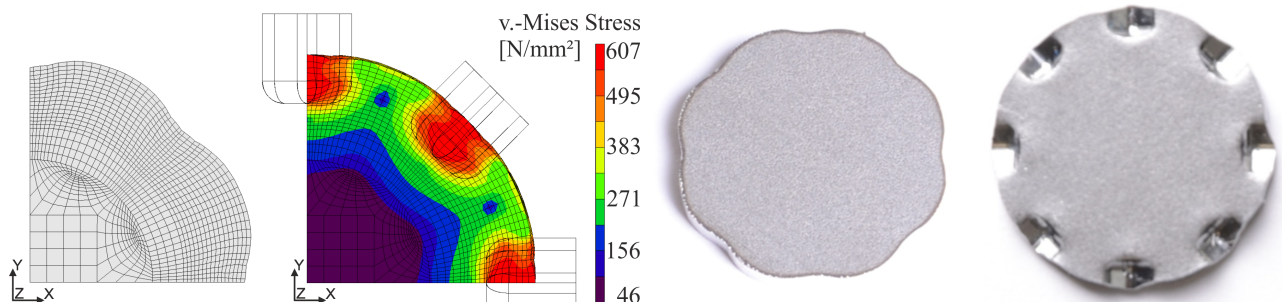 v.-Mises Stress
[N/mm²]
607
495
383
271
156
46
Y
Z X
Y
Z X